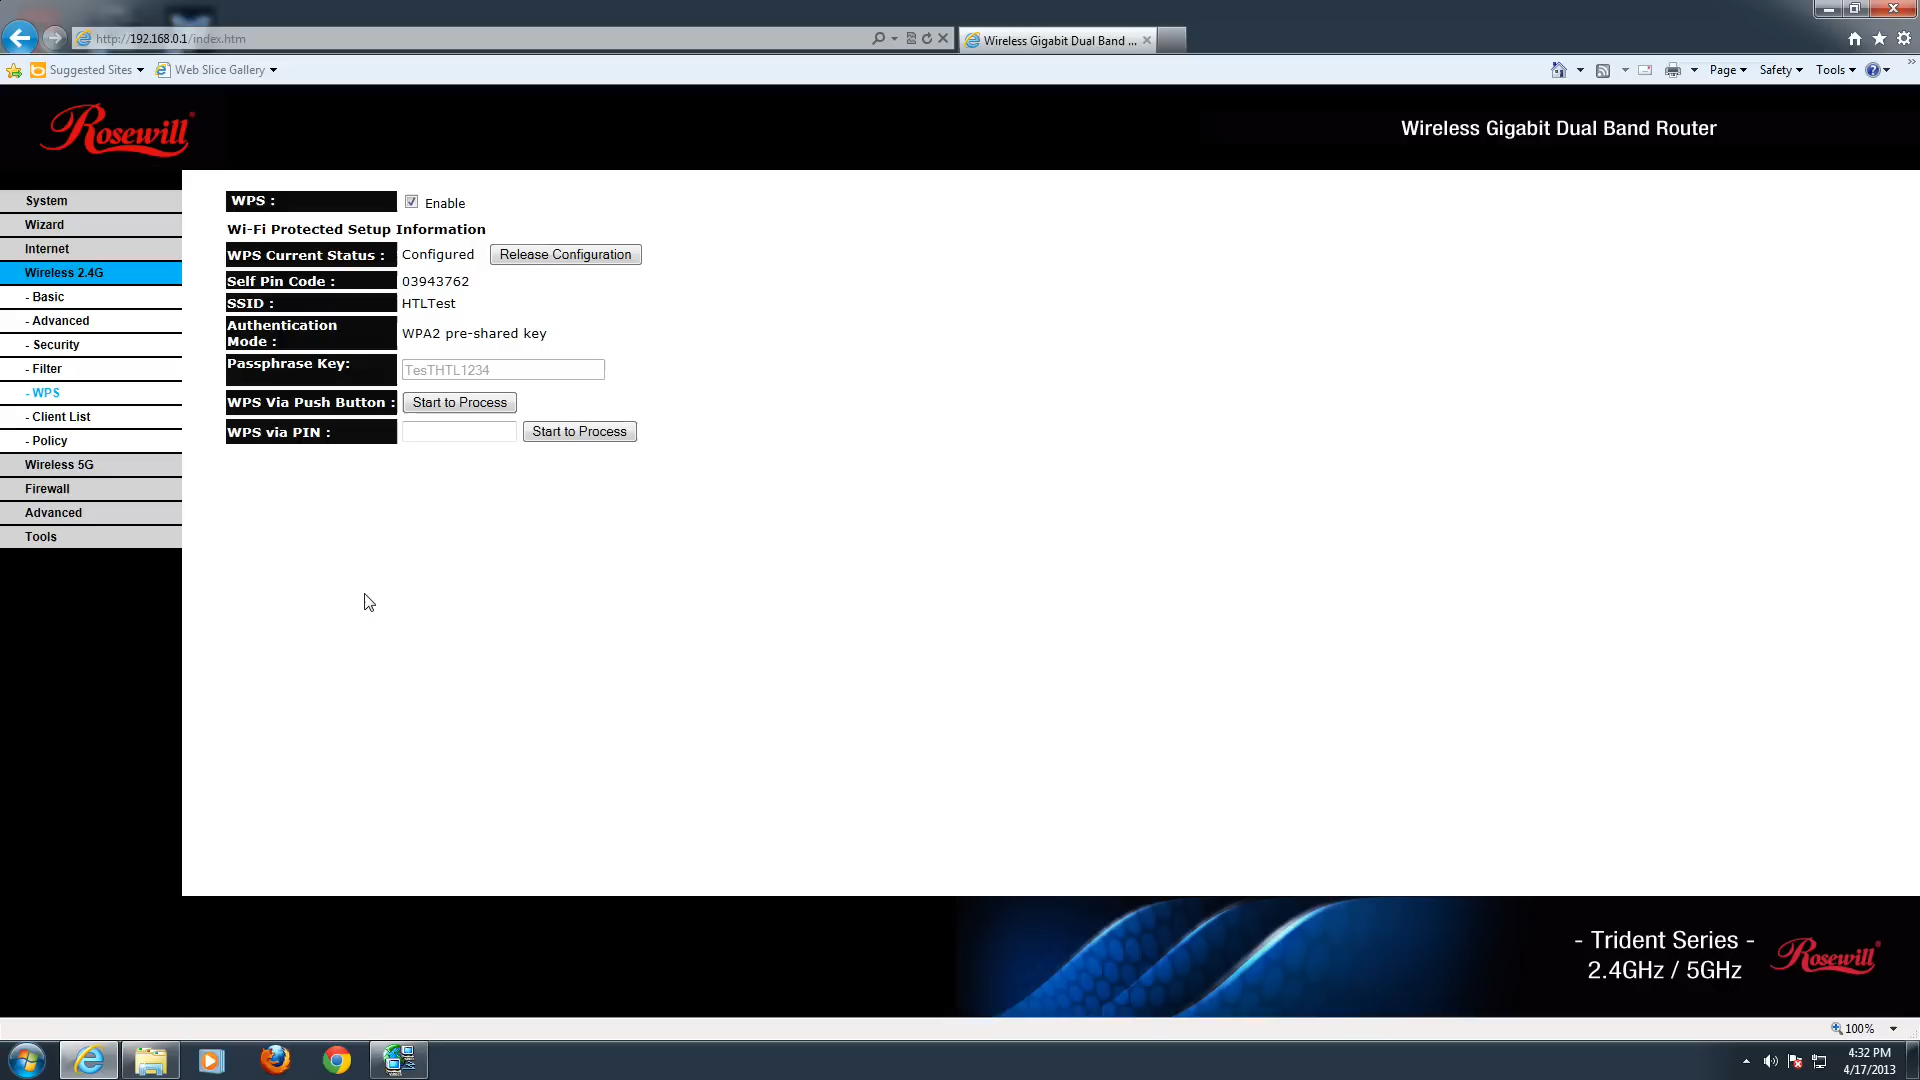 http://192.168.0.1/index.htm
Wireless Gigabit Dual Band ...
Suggested Sites
Web Slice Gallery
Page
Safety
Tools
Rosewill
Wireless Gigabit Dual Band Router
System
Wizard
Internet
Wireless 2.4G
- Basic
- Advanced
- Security
- Filter
- WPS
- Client List
- Policy
Wireless 5G
Firewall
Advanced
Tools
WPS :
Enable
Wi-Fi Protected Setup Information
WPS Current Status :
Configured
Release Configuration
Self Pin Code :
03943762
SSID :
HTLTest
Authentication
Mode :
WPA2 pre-shared key
Passphrase Key:
TesTHTL1234
WPS Via Push Button :
Start to Process
WPS via PIN :
Start to Process
- Trident Series -
2.4GHz / 5GHz
Rosewill
100%
4:32 PM
4/17/2013